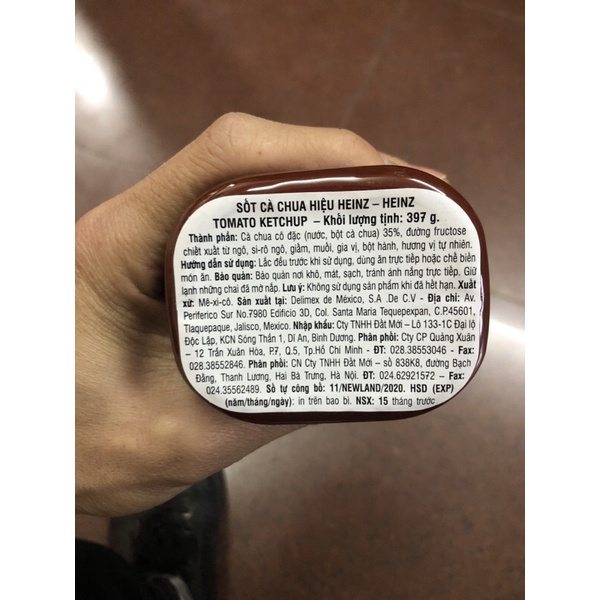 SỐT CÀ CHUA HIỆU HEINZ – HEINZ
TOMATO KETCHUP – Khối lượng tịnh: 397 g.
Thành phần: Cà chua cô đặc (nước, bột cà chua) 35%, đường fructose
chiết xuất từ ngô, si-rô ngô, giấm, muối, gia vị, bột hành, hương vị tự nhiên.
Hướng dẫn sử dụng: Lắc đều trước khi sử dụng, dùng ăn trực tiếp hoặc chế biến
món ăn. Bảo quản: Bảo quản nơi khô, mát, sạch, tránh ánh nắng trực tiếp. Giữ
lạnh những chai đã mở nắp. Lưu ý: Không sử dụng sản phẩm khi đã hết hạn. Xuất
xứ: Mê-xi-cô. Sản xuất tại: Delimex de México, S.A .De C.V - Địa chỉ: Av.
Periferico Sur No.7980 Edificio 3D, Col. Santa Maria Tequepexpan, C.P.45601,
Tlaquepaque, Jalisco, Mexico. Nhập khẩu: Cty TNHH Đất Mới – Lô 133-1C Đại lộ
Độc Lập, KCN Sóng Thần 1, Dĩ An, Bình Dương. Phân phối: Cty CP Quảng Xuân
– 12 Trần Xuân Hòa, P.7, Q.5, Tp.Hồ Chí Minh - ĐT: 028.38553046 - Fax:
028.38552846. Phân phối: CN Cty TNHH Đất Mới – số 838K8, đường Bạch
Đằng, Thanh Lương, Hai Bà Trưng, Hà Nội. ĐT: 024.62921572 – Fax:
024.35562489. Số tự công bố: 11/NEWLAND/2020. HSD (EXP)
(năm/tháng/ngày): in trên bao bì. NSX: 15 tháng trước